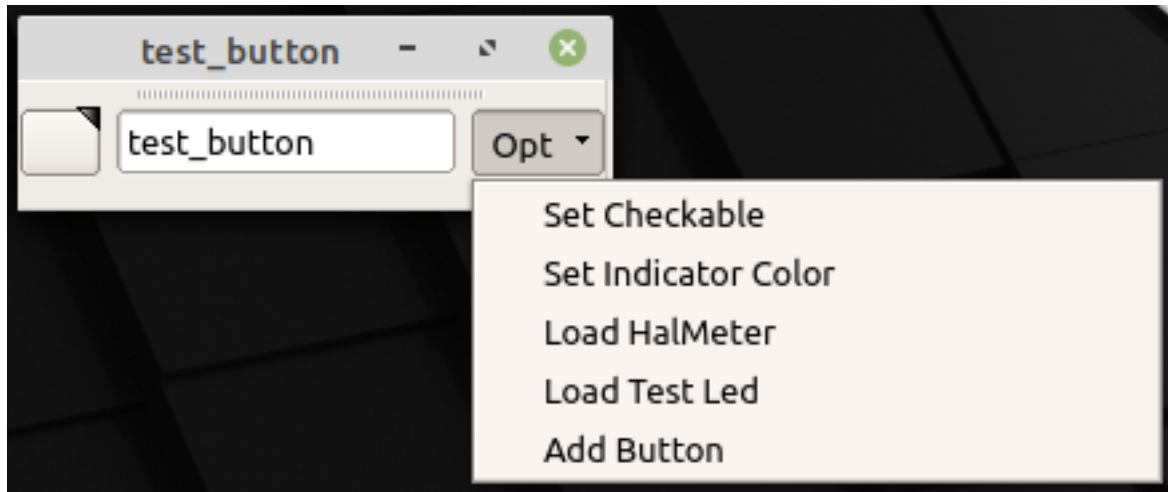 test_button
test_button
Opt
Set Checkable
Set Indicator Color
Load HalMeter
Load Test Led
Add Button